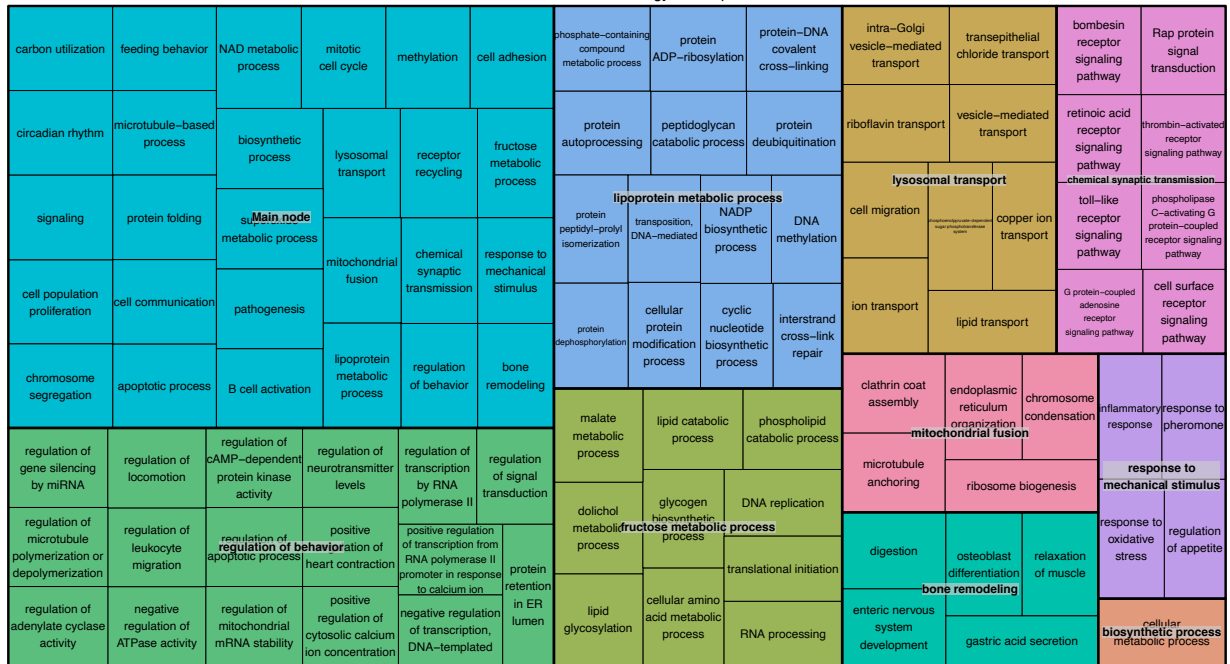 carbon utilization
feeding behavior
NAD metabolic
process
mitotic
cell cycle
methylation
cell adhesion
circadian rhythm
microtubule−based
process
biosynthetic
process
lysosomal
transport
receptor
recycling
fructose
metabolic
process
signaling
protein folding
Main node
metabolic process
mitochondrial
fusion
chemical
synaptic
transmission
response to
mechanical
stimulus
cell population
proliferation
cell communication
pathogenesis
chromosome
segregation
apoptotic process
B cell activation
lipoprotein
metabolic
process
regulation
of behavior
bone
remodeling
phosphate−containing
compound
metabolic process
protein
ADP−ribosylation
protein−DNA
covalent
cross−linking
protein
autoprocessing
peptidoglycan
catabolic process
protein
deubiquitination
lipoprotein metabolic process
protein
peptidyl−prolyl
isomerization
transposition,
DNA−mediated
NADP
biosynthetic
process
DNA
methylation
protein
dephosphorylation
cellular
protein
modification
process
cyclic
nucleotide
biosynthetic
process
interstrand
cross−link
repair
intra−Golgi
vesicle−mediated
transport
transepithelial
chloride transport
riboflavin transport
vesicle−mediated
transport
lysosomal transport
cell migration
copper ion
transport
ion transport
lipid transport
bombesin
receptor
signaling
pathway
Rap protein
signal
transduction
retinoic acid
receptor
signaling
pathway
thrombin−activated
receptor
signaling pathway
chemical synaptic transmission
toll−like
receptor
signaling
pathway
phospholipase
C−activating G
protein−coupled
receptor signaling
pathway
G protein−coupled
adenosine
receptor
signaling pathway
cell surface
receptor
signaling
pathway
regulation of
gene silencing
by miRNA
regulation of
locomotion
regulation of
cAMP−dependent
protein kinase
activity
regulation of
neurotransmitter
levels
regulation of
transcription
by RNA
polymerase II
regulation
of signal
transduction
regulation of
microtubule
polymerization or
depolymerization
regulation of
leukocyte
migration
regulation of
apoptotic process
regulation of behavior
positive
regulation of
heart contraction
positive regulation
of transcription from
RNA polymerase II
promoter in response
to calcium ion
protein
retention
in ER
lumen
regulation of
adenylate cyclase
activity
negative
regulation of
ATPase activity
regulation of
mitochondrial
mRNA stability
positive
regulation of
cytosolic calcium
ion concentration
negative regulation
of transcription,
DNA−templated
malate
metabolic
process
lipid catabolic
process
phospholipid
catabolic process
dolichol
metabolic
process
glycogen
biosynthetic
process
DNA replication
fructose metabolic process
translational initiation
lipid
glycosylation
cellular amino
acid metabolic
process
RNA processing
clathrin coat
assembly
endoplasmic
reticulum
organization
chromosome
condensation
mitochondrial fusion
microtubule
anchoring
ribosome biogenesis
inflammatory
response
response to
pheromone
response to
mechanical stimulus
response to
oxidative
stress
regulation
of appetite
digestion
osteoblast
differentiation
relaxation
of muscle
bone remodeling
enteric nervous
system
development
gastric acid secretion
cellular
biosynthetic process
metabolic process